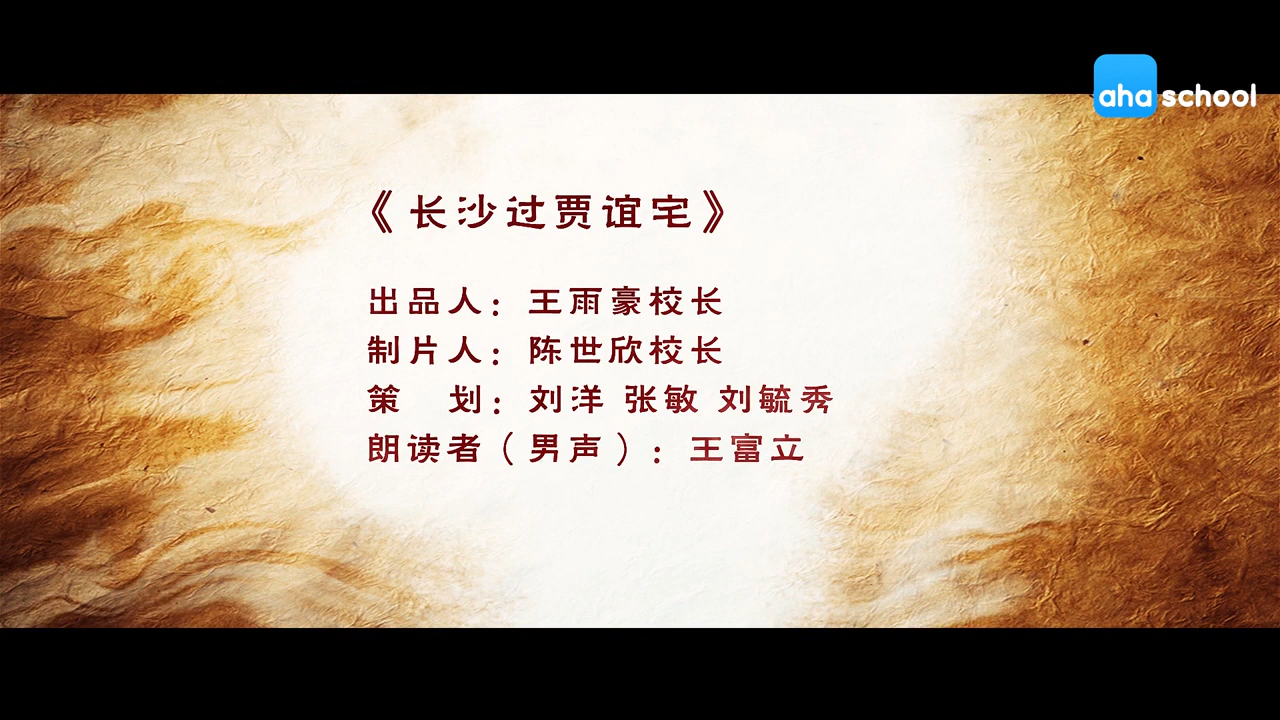 aha school
《长沙过贾谊宅》
出品人：王雨豪校长
制片人：陈世欣校长
策　划：刘洋 张敏 刘毓秀
朗读者（男声）：王富立